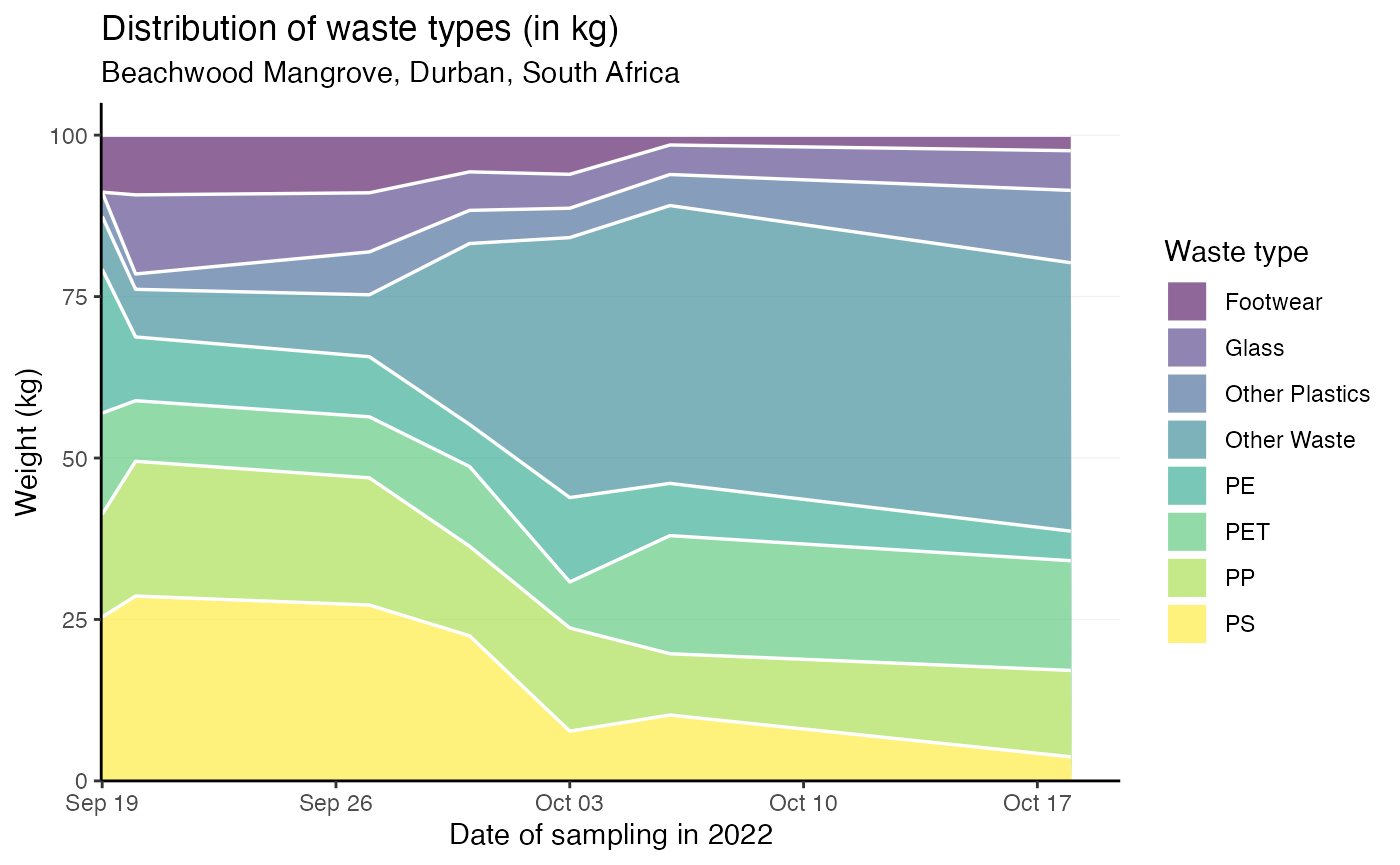 Distribution of waste types (in kg)
Beachwood Mangrove, Durban, South Africa
100
75
50
25
0
Weight (kg)
Sep 19 Sep 26 Oct 03 Oct 10 Oct 17
Date of sampling in 2022
Waste type
Footwear
Glass
Other Plastics
Other Waste
PE
PET
PP
PS